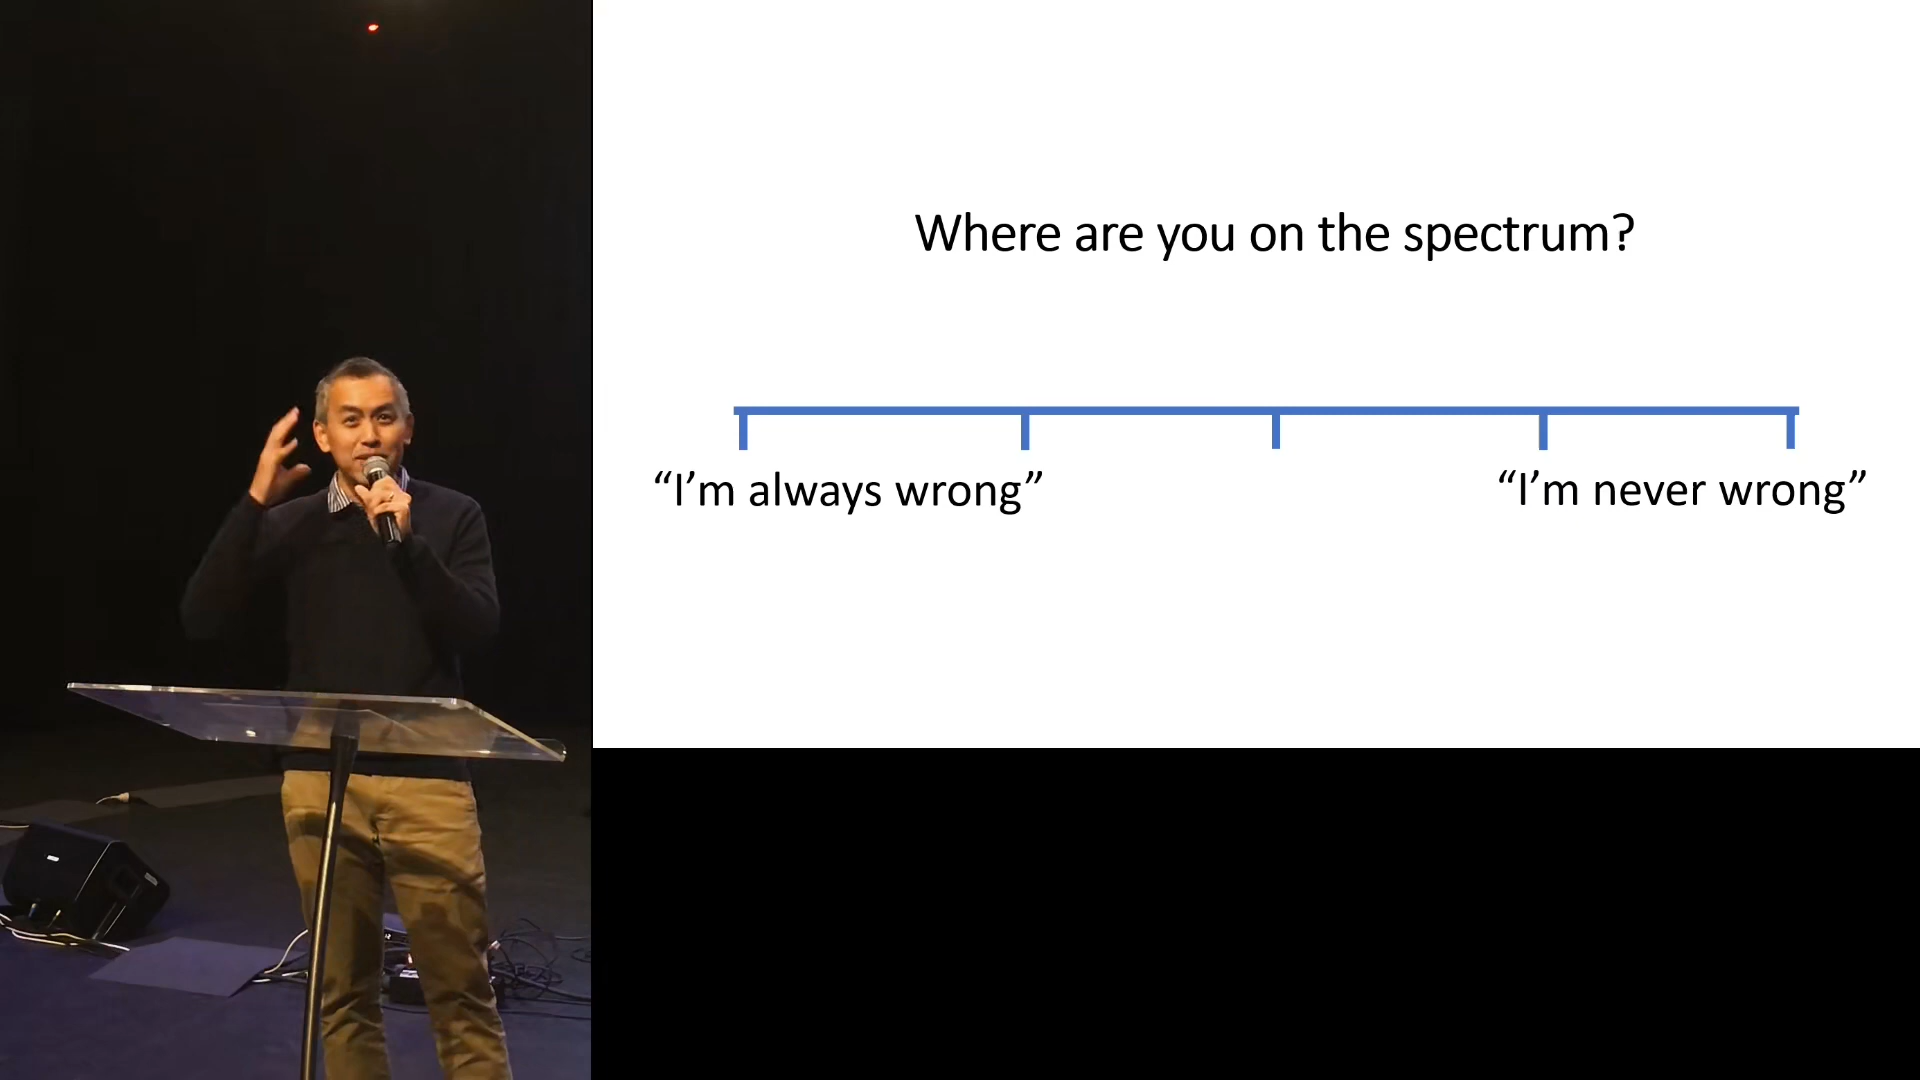 Where are you on the spectrum?
“I’m always wrong”
“I’m never wrong”